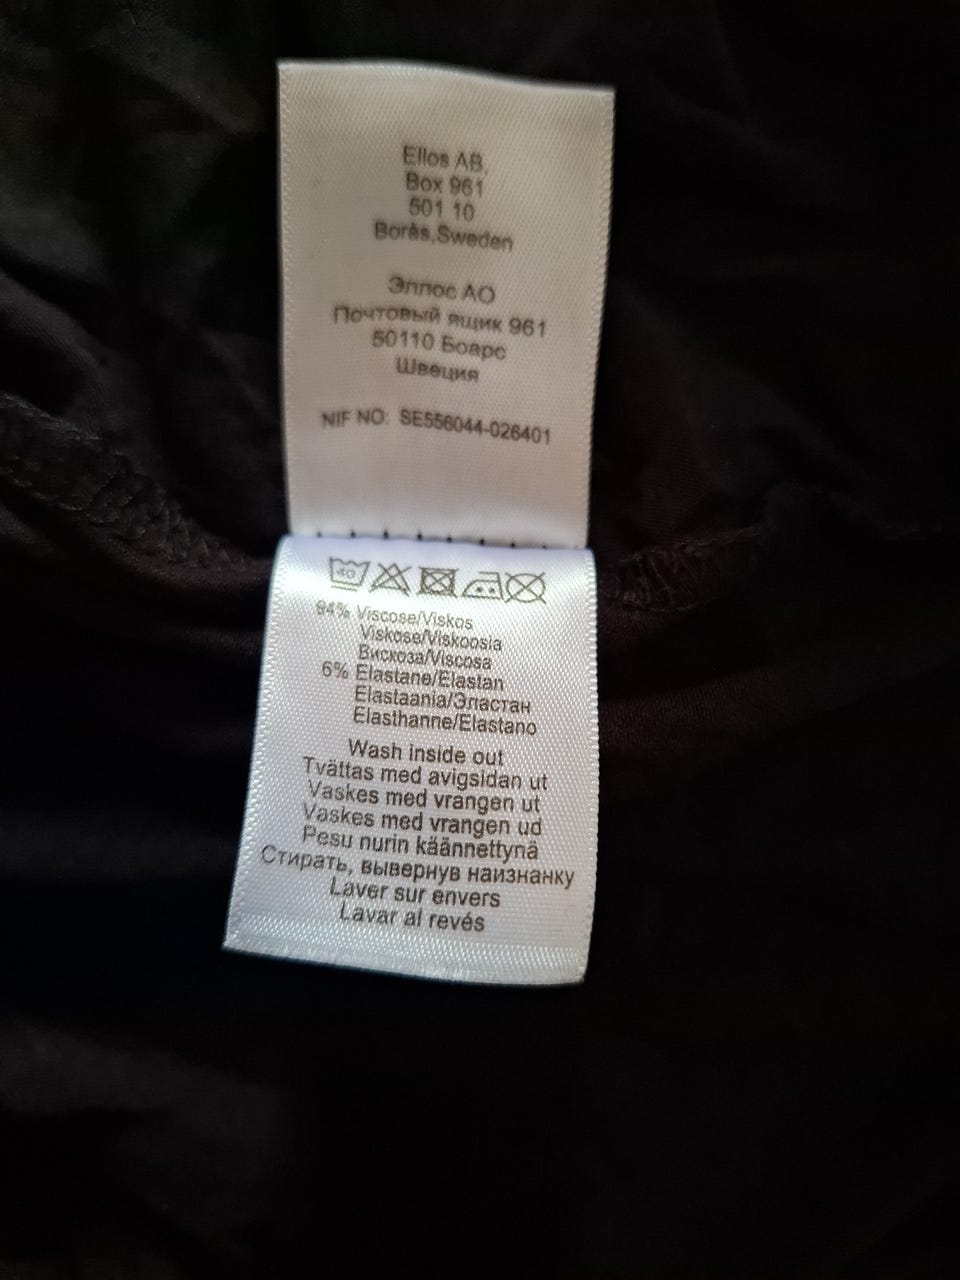 Ellos AB,
Box 961
501 10
Borås,Sweden
Эллос АО
Почтовый ящик 961
50110 Боарс
Швеция
NIF NO: SE556044-026401
40
94% Viscose/Viskos
Viskose/Viskoosia
Вискоза/Viscosa
6% Elastane/Elastan
Elastaania/Эластан
Elasthanne/Elastano
Wash inside out
Tvättas med avigsidan ut
Vaskes med vrangen ut
Vaskes med vrangen ud
Pesu nurin käännettynä
Стирать, вывернув наизнанку
Laver sur envers
Lavar al revés